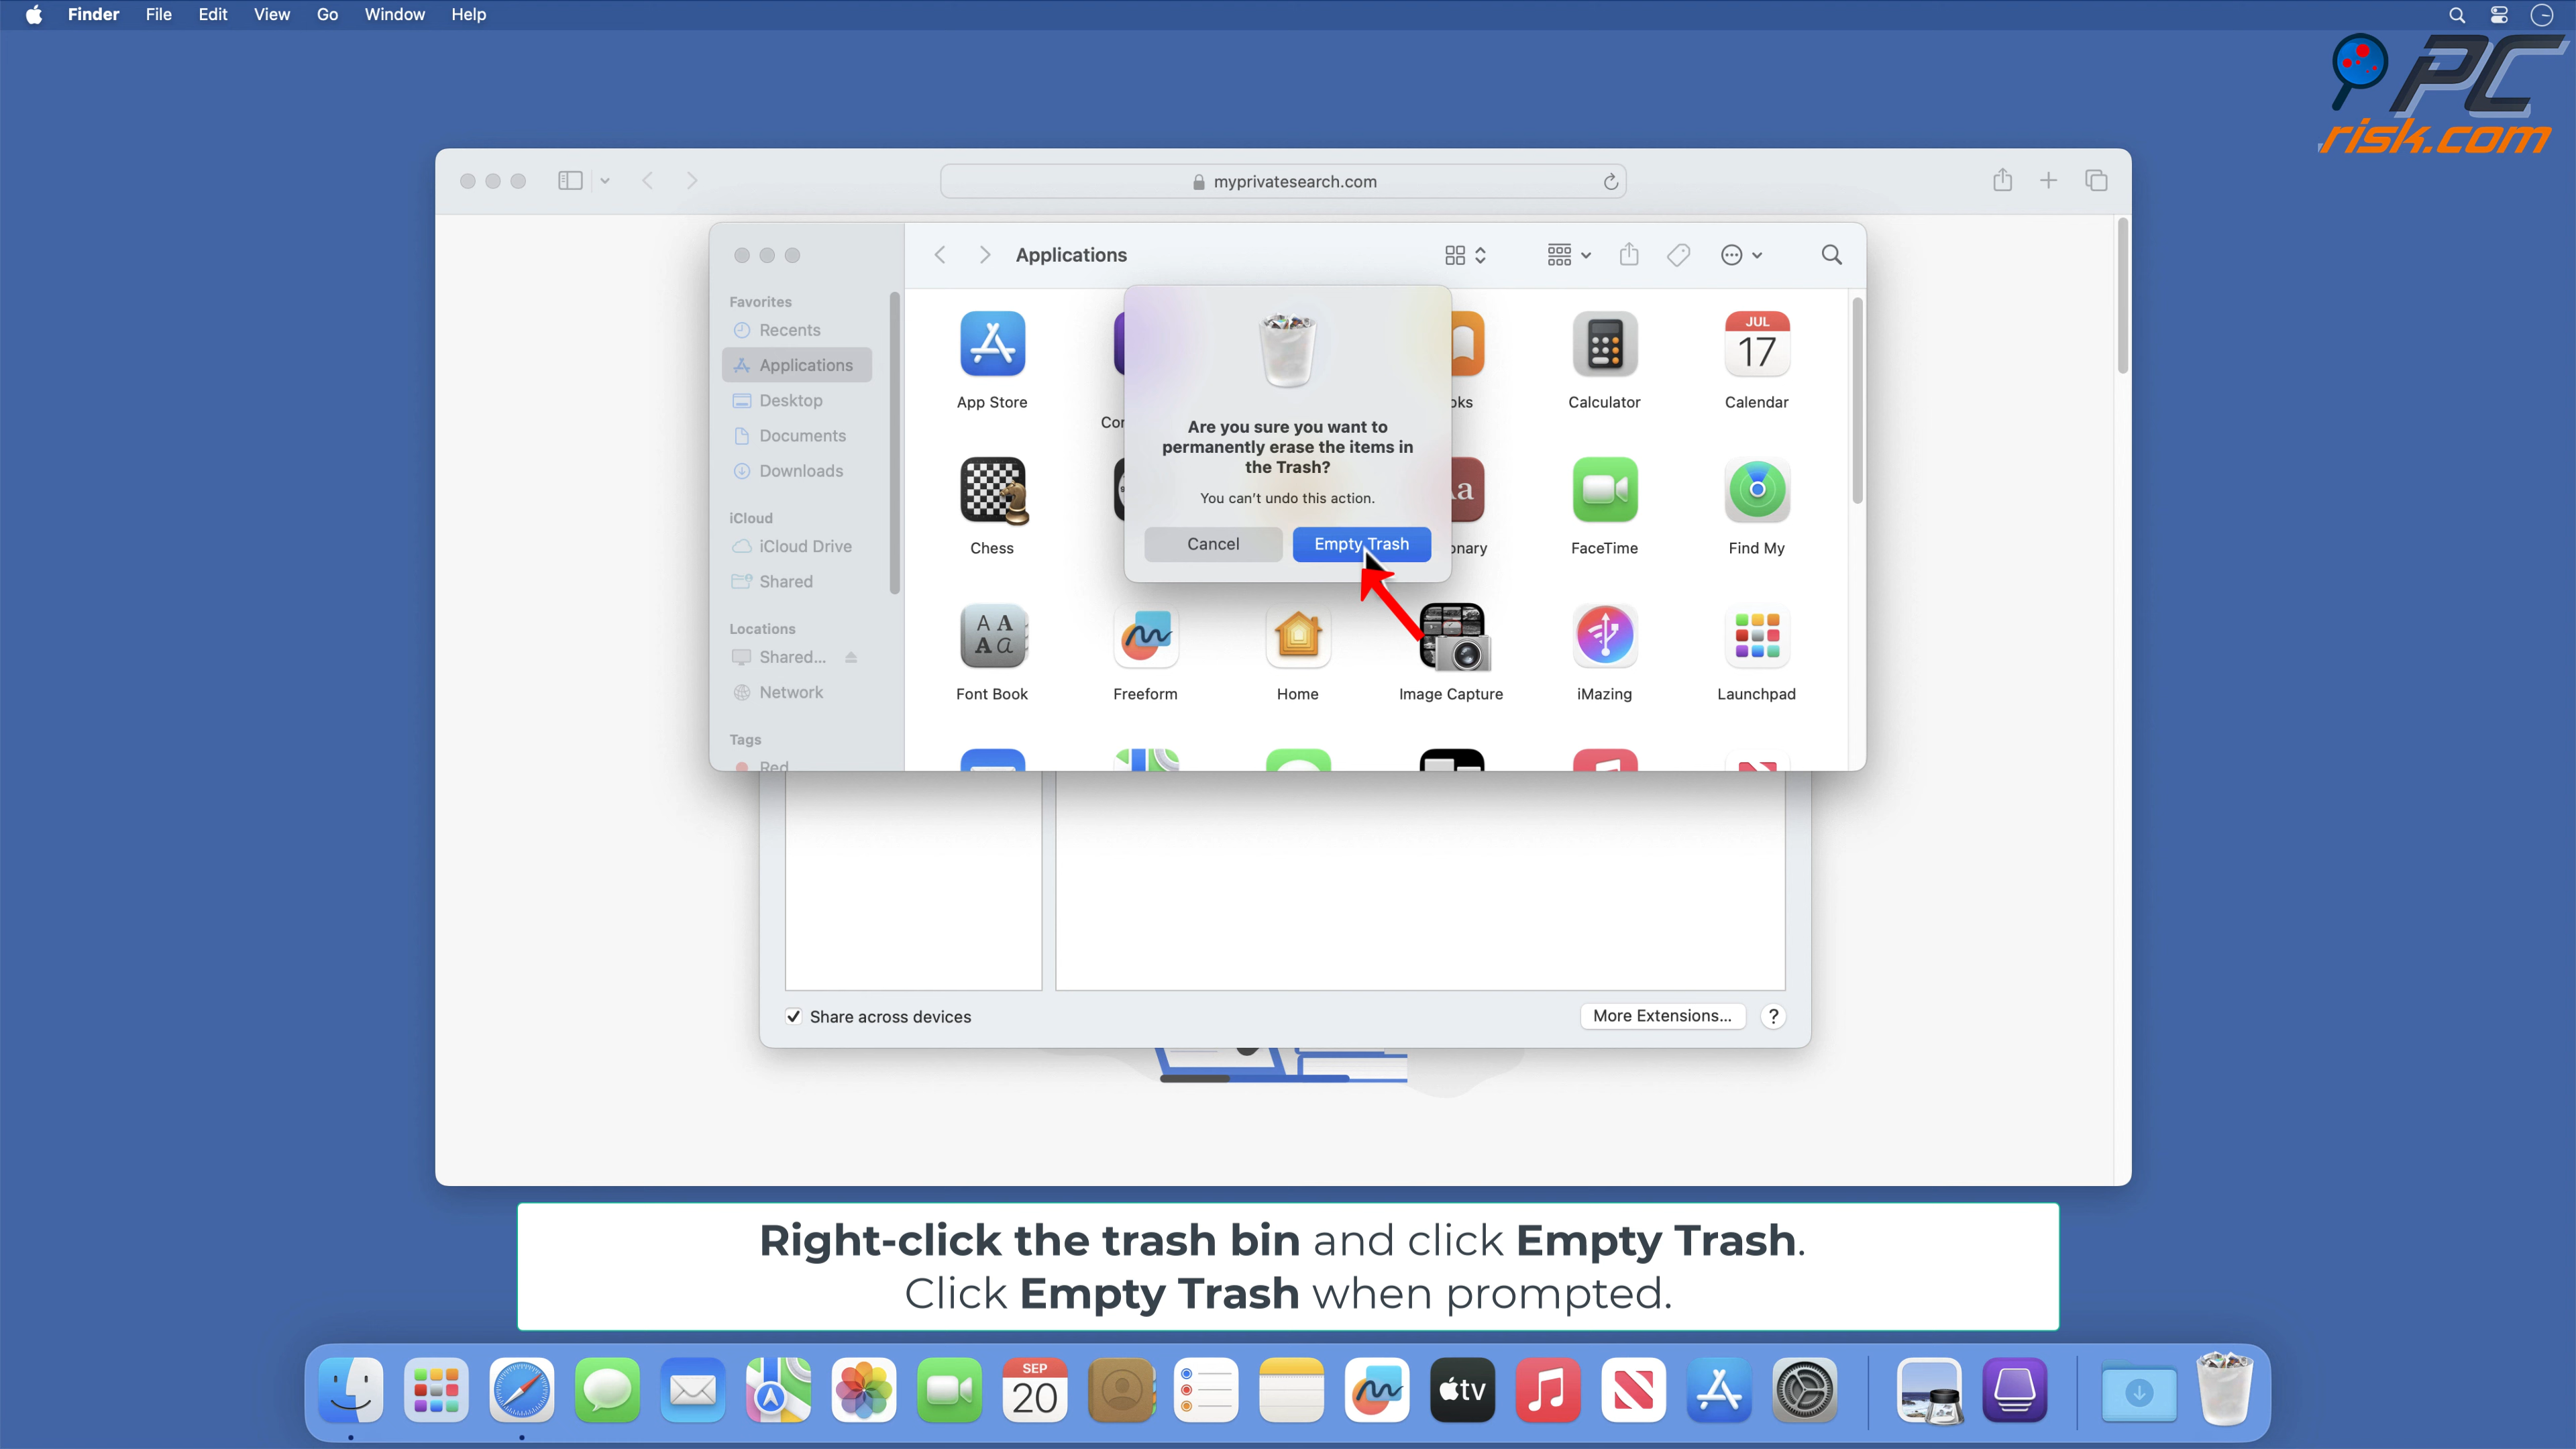 Finder File Edit View Go Window Help
PC
risk.com
myprivatesearch.com
Applications
Favorites
Recents
Applications
Desktop
Documents
Downloads
iCloud
iCloud Drive
Shared
Locations
Shared...
Network
Tags
Red
JUL
17
App Store
Calculator
Calendar
Are you sure you want to
permanently erase the items in
the Trash?
You can't undo this action.
Cancel
Empty Trash
Chess
FaceTime
Find My
Font Book
Freeform
Home
Image Capture
iMazing
Launchpad
Share across devices
More Extensions...
?
Right-click the trash bin and click Empty Trash.
Click Empty Trash when prompted.
SEP
20
tv